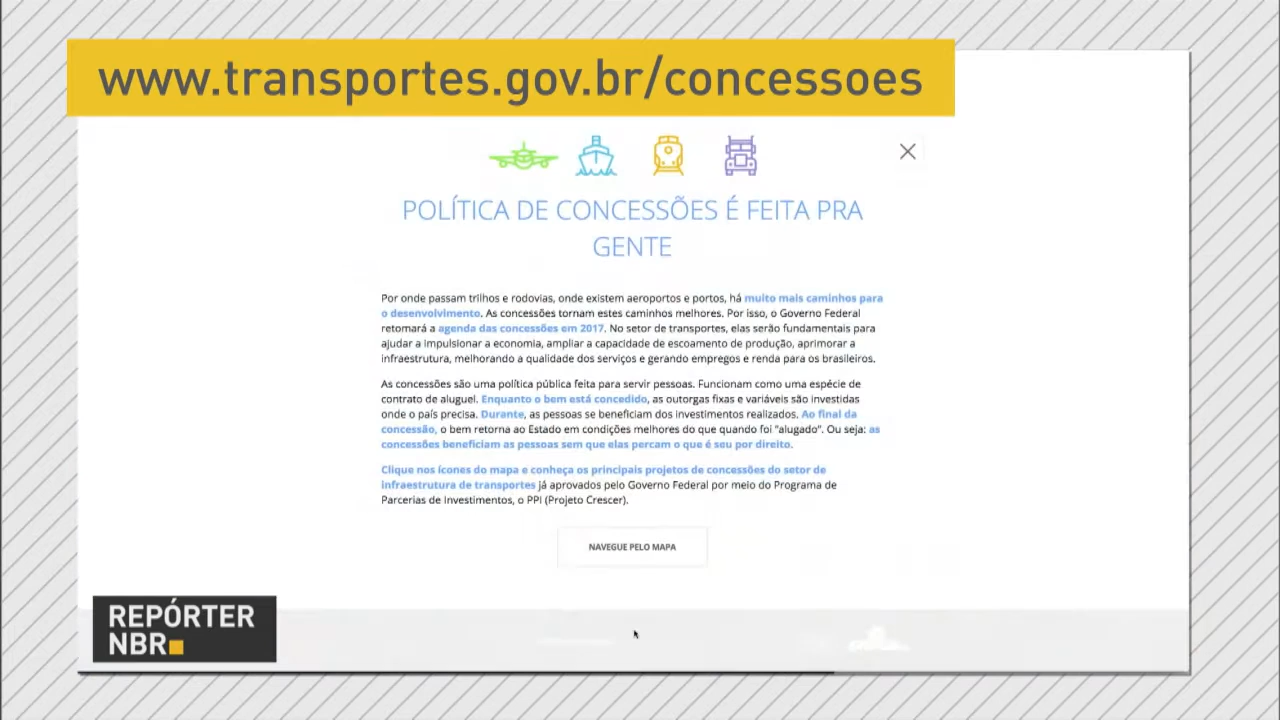 www.transportes.gov.br/concessoes
POLÍTICA DE CONCESSÕES É FEITA PRA
GENTE
Por onde passam trilhos e rodovias, onde existem aeroportos e portos, há muito mais caminhos para
o desenvolvimento. As concessões tornam estes caminhos melhores. Por isso, o Governo Federal
retomará a agenda das concessões em 2017. No setor de transportes, elas serão fundamentais para
ajudar a impulsionar a economia, ampliar a capacidade de escoamento de produção, aprimorar a
infraestrutura, melhorando a qualidade dos serviços e gerando empregos e renda para os brasileiros.
As concessões são uma política pública feita para servir pessoas. Funcionam como uma espécie de
contrato de aluguel. Enquanto o bem está concedido, as outorgas fixas e variáveis são investidas
onde o país precisa. Durante, as pessoas se beneficiam dos investimentos realizados. Ao final da
concessão, o bem retorna ao Estado em condições melhores do que quando foi "alugado". Ou seja: as
concessões beneficiam as pessoas sem que elas percam o que é seu por direito.
Clique nos ícones do mapa e conheça os principais projetos de concessões do setor de
infraestrutura de transportes já aprovados pelo Governo Federal por meio do Programa de
Parcerias de Investimentos, o PPI (Projeto Crescer).
NAVEGUE PELO MAPA
REPÓRTER
NBR